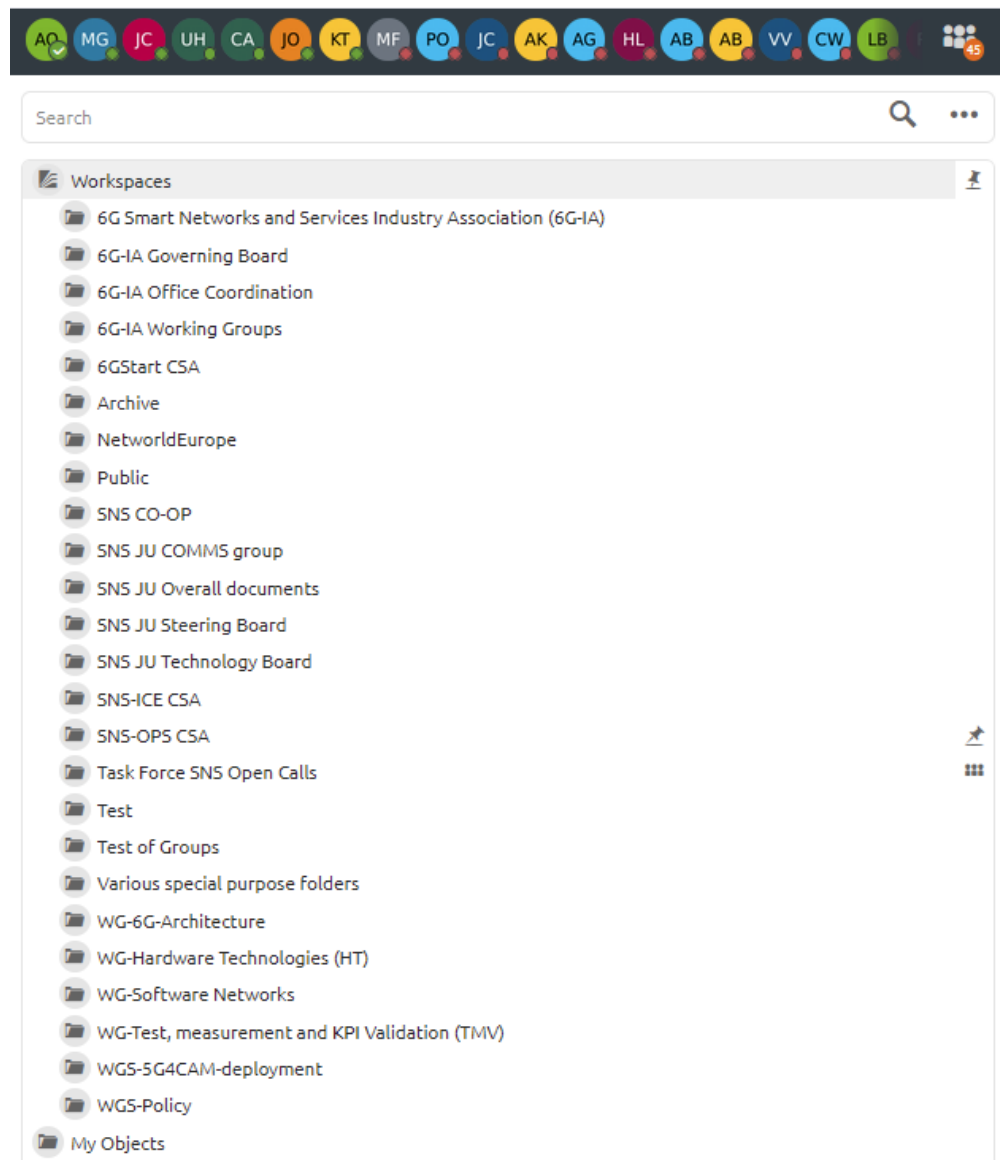 AO MG JC UH CA JO KT MF PO JC AK AG HL AB AB VV CW LB 45
Search
Workspaces
6G Smart Networks and Services Industry Association (6G-IA)
6G-IA Governing Board
6G-IA Office Coordination
6G-IA Working Groups
6GStart CSA
Archive
NetworldEurope
Public
SNS CO-OP
SNS JU COMMS group
SNS JU Overall documents
SNS JU Steering Board
SNS JU Technology Board
SNS-ICE CSA
SNS-OPS CSA
Task Force SNS Open Calls
Test
Test of Groups
Various special purpose folders
WG-6G-Architecture
WG-Hardware Technologies (HT)
WG-Software Networks
WG-Test, measurement and KPI Validation (TMV)
WGS-5G4CAM-deployment
WGS-Policy
My Objects